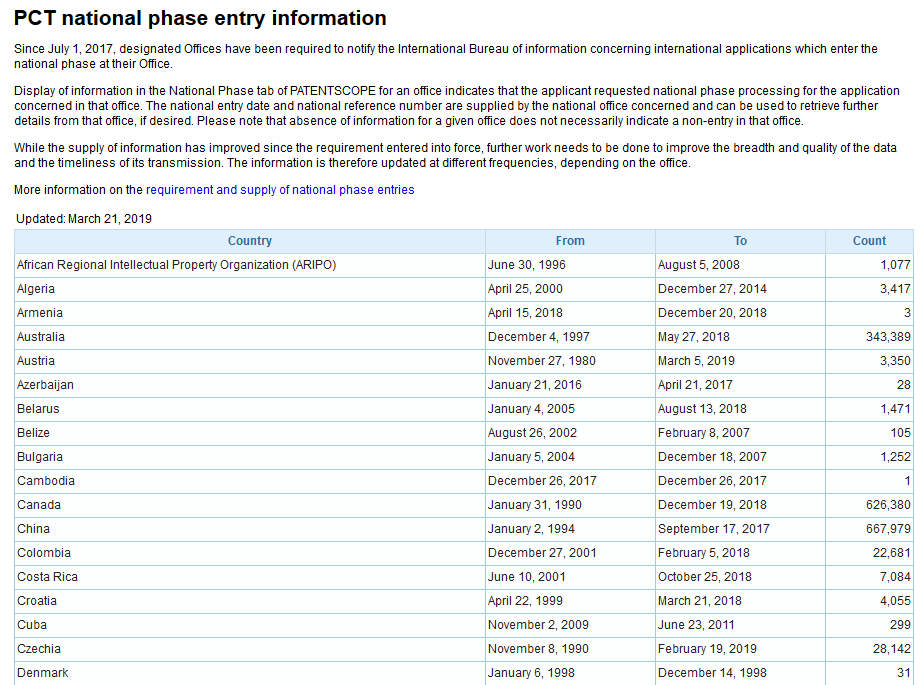 PCT national phase entry information
Since July 1, 2017, designated Offices have been required to notify the International Bureau of information concerning international applications which enter the
national phase at their Office.
Display of information in the National Phase tab of PATENTSCOPE for an office indicates that the applicant requested national phase processing for the application
concerned in that office. The national entry date and national reference number are supplied by the national office concerned and can be used to retrieve further
details from that office, if desired. Please note that absence of information for a given office does not necessarily indicate a non-entry in that office.
While the supply of information has improved since the requirement entered into force, further work needs to be done to improve the breadth and quality of the data
and the timeliness of its transmission. The information is therefore updated at different frequencies, depending on the office.
More information on the requirement and supply of national phase entries
Updated: March 21, 2019
Country From To Count
African Regional Intellectual Property Organization (ARIPO) June 30, 1996 August 5, 2008 1,077
Algeria April 25, 2000 December 27, 2014 3,417
Armenia April 15, 2018 December 20, 2018 3
Australia December 4, 1997 May 27, 2018 343,389
Austria November 27, 1980 March 5, 2019 3,350
Azerbaijan January 21, 2016 April 21, 2017 28
Belarus January 4, 2005 August 13, 2018 1,471
Belize August 26, 2002 February 8, 2007 105
Bulgaria January 5, 2004 December 18, 2007 1,252
Cambodia December 26, 2017 December 26, 2017 1
Canada January 31, 1990 December 19, 2018 626,380
China January 2, 1994 September 17, 2017 667,979
Colombia December 27, 2001 February 5, 2018 22,681
Costa Rica June 10, 2001 October 25, 2018 7,084
Croatia April 22, 1999 March 21, 2018 4,055
Cuba November 2, 2009 June 23, 2011 299
Czechia November 8, 1990 February 19, 2019 28,142
Denmark January 6, 1998 December 14, 1998 31